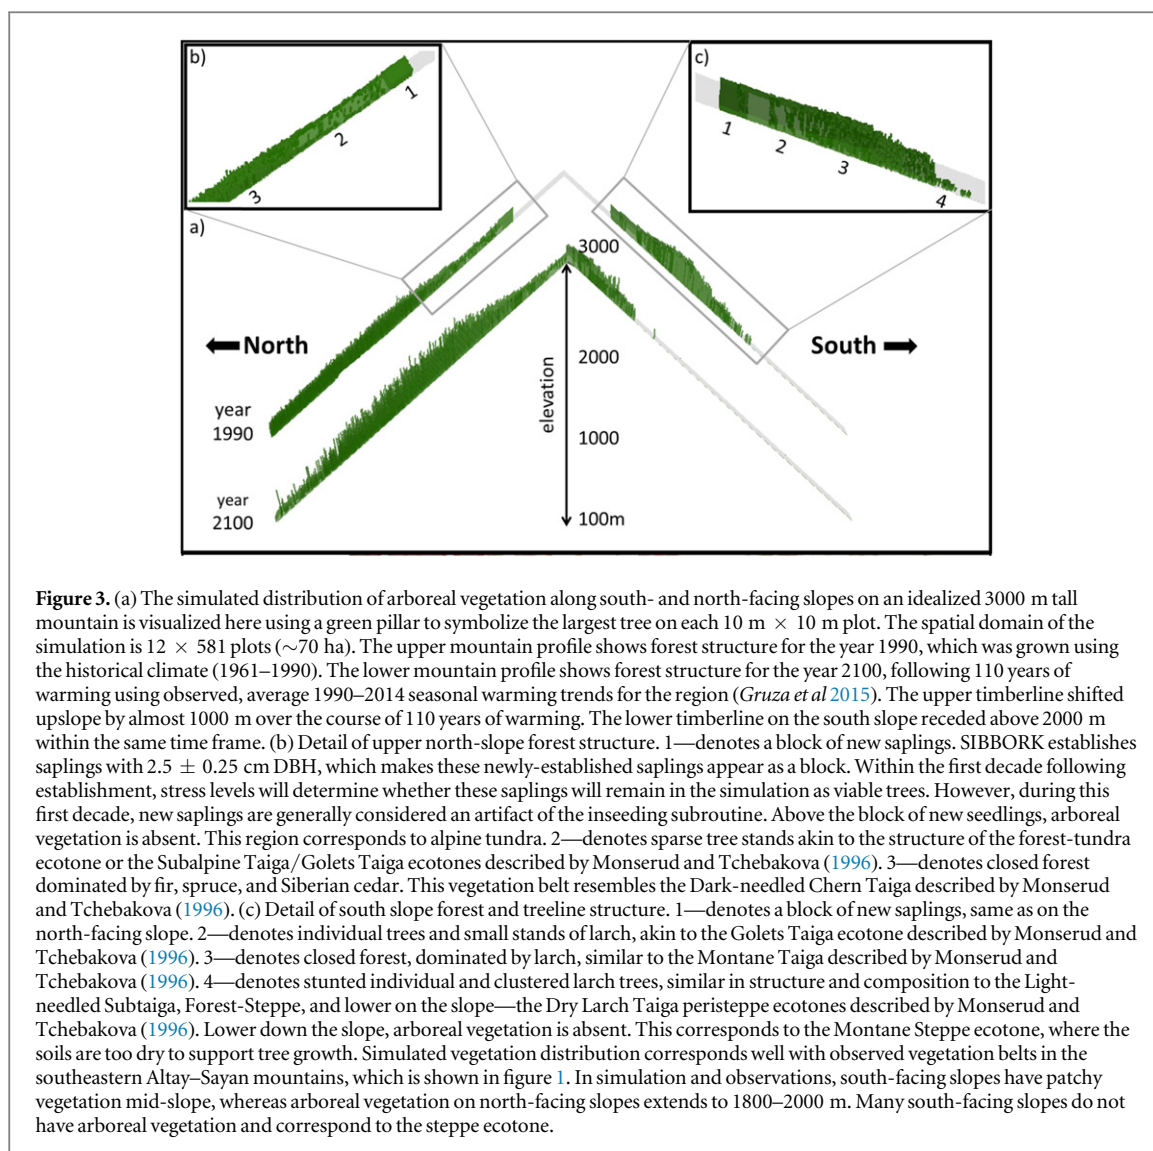 b)
1
2
3
c)
1
2
3
4
a)
3000
North
South
2000
elevation
year
1990
1000
year
2100
100m
Figure 3. (a) The simulated distribution of arboreal vegetation along south- and north-facing slopes on an idealized 3000 m tall
mountain is visualized here using a green pillar to symbolize the largest tree on each 10 m × 10 m plot. The spatial domain of the
simulation is 12 × 581 plots (∼70 ha). The upper mountain profile shows forest structure for the year 1990, which was grown using
the historical climate (1961–1990). The lower mountain profile shows forest structure for the year 2100, following 110 years of
warming using observed, average 1990–2014 seasonal warming trends for the region (Gruza et al 2015). The upper timberline shifted
upslope by almost 1000 m over the course of 110 years of warming. The lower timberline on the south slope receded above 2000 m
within the same time frame. (b) Detail of upper north-slope forest structure. 1—denotes a block of new saplings. SIBBORK establishes
saplings with 2.5 ± 0.25 cm DBH, which makes these newly-established saplings appear as a block. Within the first decade following
establishment, stress levels will determine whether these saplings will remain in the simulation as viable trees. However, during this
first decade, new saplings are generally considered an artifact of the inseeding subroutine. Above the block of new seedlings, arboreal
vegetation is absent. This region corresponds to alpine tundra. 2—denotes sparse tree stands akin to the structure of the forest-tundra
ecotone or the Subalpine Taiga/Golets Taiga ecotones described by Monserud and Tchebakova (1996). 3—denotes closed forest
dominated by fir, spruce, and Siberian cedar. This vegetation belt resembles the Dark-needled Chern Taiga described by Monserud
and Tchebakova (1996). (c) Detail of south slope forest and treeline structure. 1—denotes a block of new saplings, same as on the
north-facing slope. 2—denotes individual trees and small stands of larch, akin to the Golets Taiga ecotone described by Monserud and
Tchebakova (1996). 3—denotes closed forest, dominated by larch, similar to the Montane Taiga described by Monserud and
Tchebakova (1996). 4—denotes stunted individual and clustered larch trees, similar in structure and composition to the Light-
needled Subtaiga, Forest-Steppe, and lower on the slope—the Dry Larch Taiga peristeppe ecotones described by Monserud and
Tchebakova (1996). Lower down the slope, arboreal vegetation is absent. This corresponds to the Montane Steppe ecotone, where the
soils are too dry to support tree growth. Simulated vegetation distribution corresponds well with observed vegetation belts in the
southeastern Altay–Sayan mountains, which is shown in figure 1. In simulation and observations, south-facing slopes have patchy
vegetation mid-slope, whereas arboreal vegetation on north-facing slopes extends to 1800–2000 m. Many south-facing slopes do not
have arboreal vegetation and correspond to the steppe ecotone.